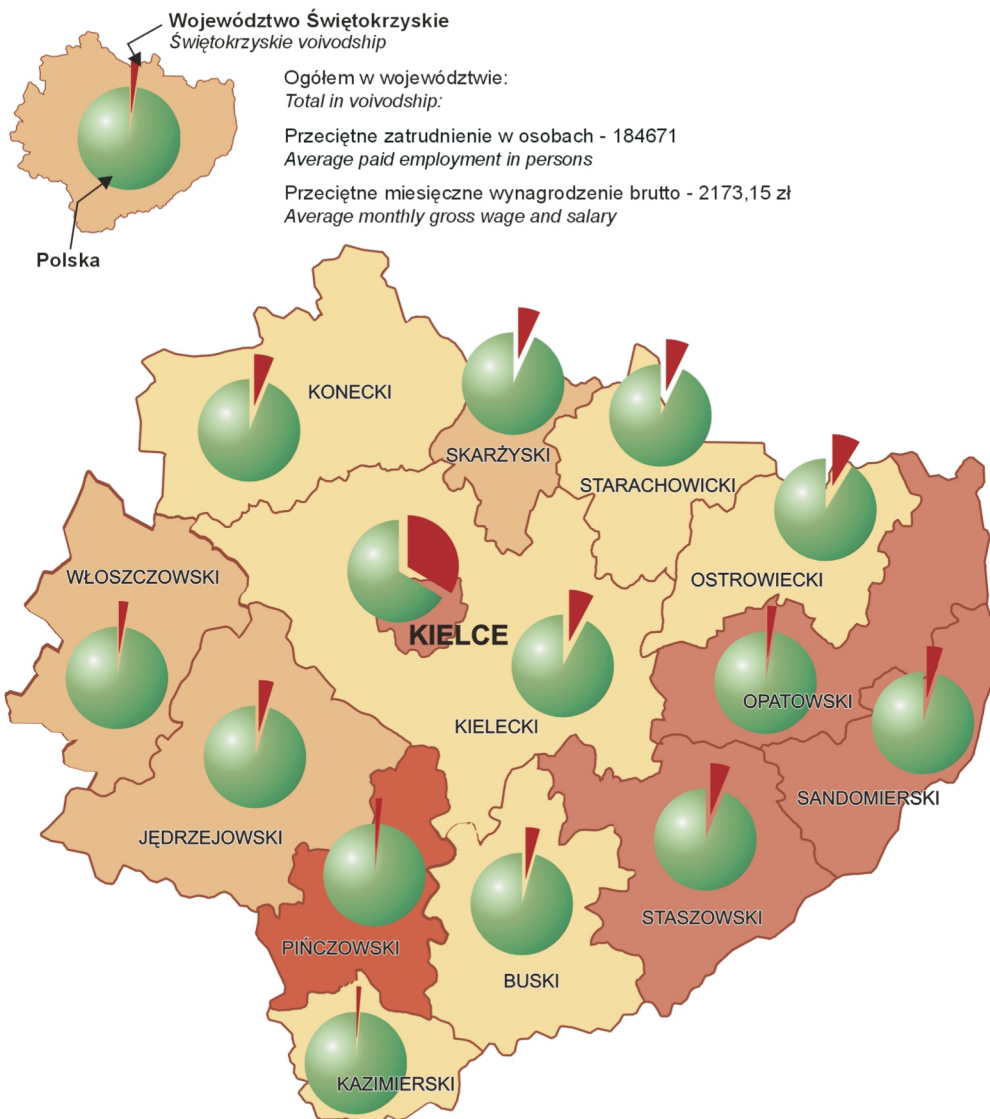 Województwo Świętokrzyskie
Świętokrzyskie voivodship
Ogółem w województwie:
Total in voivodship:
Przeciętne zatrudnienie w osobach - 184671
Average paid employment in persons
Przeciętne miesięczne wynagrodzenie brutto - 2173,15 zł
Average monthly gross wage and salary
Polska
KONECKI
SKARŻYSKI
STARACHOWICKI
OSTROWIECKI
WŁOSZCZOWSKI
KIELCE
OPATOWSKI
KIELECKI
SANDOMIERSKI
JĘDRZEJOWSKI
STASZOWSKI
PIŃCZOWSKI
BUSKI
KAZIMIERSKI